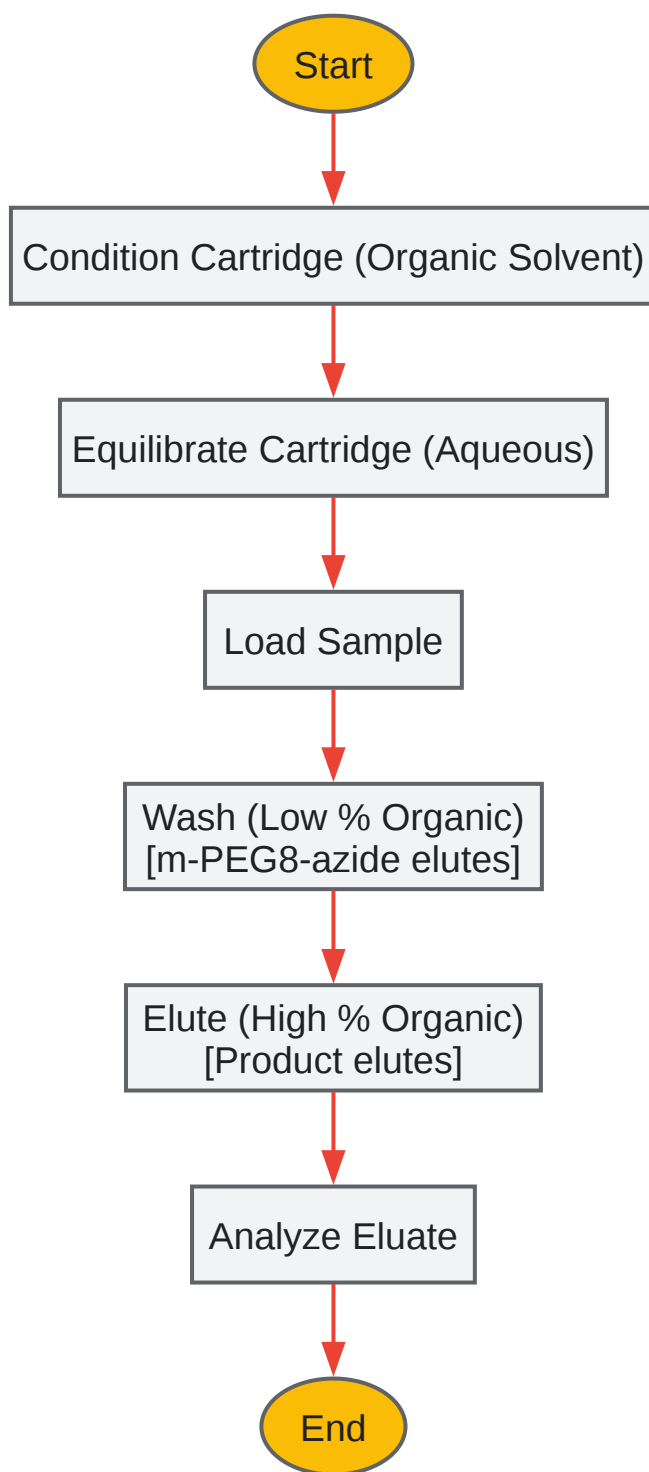 Start
Condition Cartridge (Organic Solvent)
Equilibrate Cartridge (Aqueous)
Load Sample
Wash (Low % Organic)
[m-PEG8-azide elutes]
Elute (High % Organic)
[Product elutes]
Analyze Eluate
End